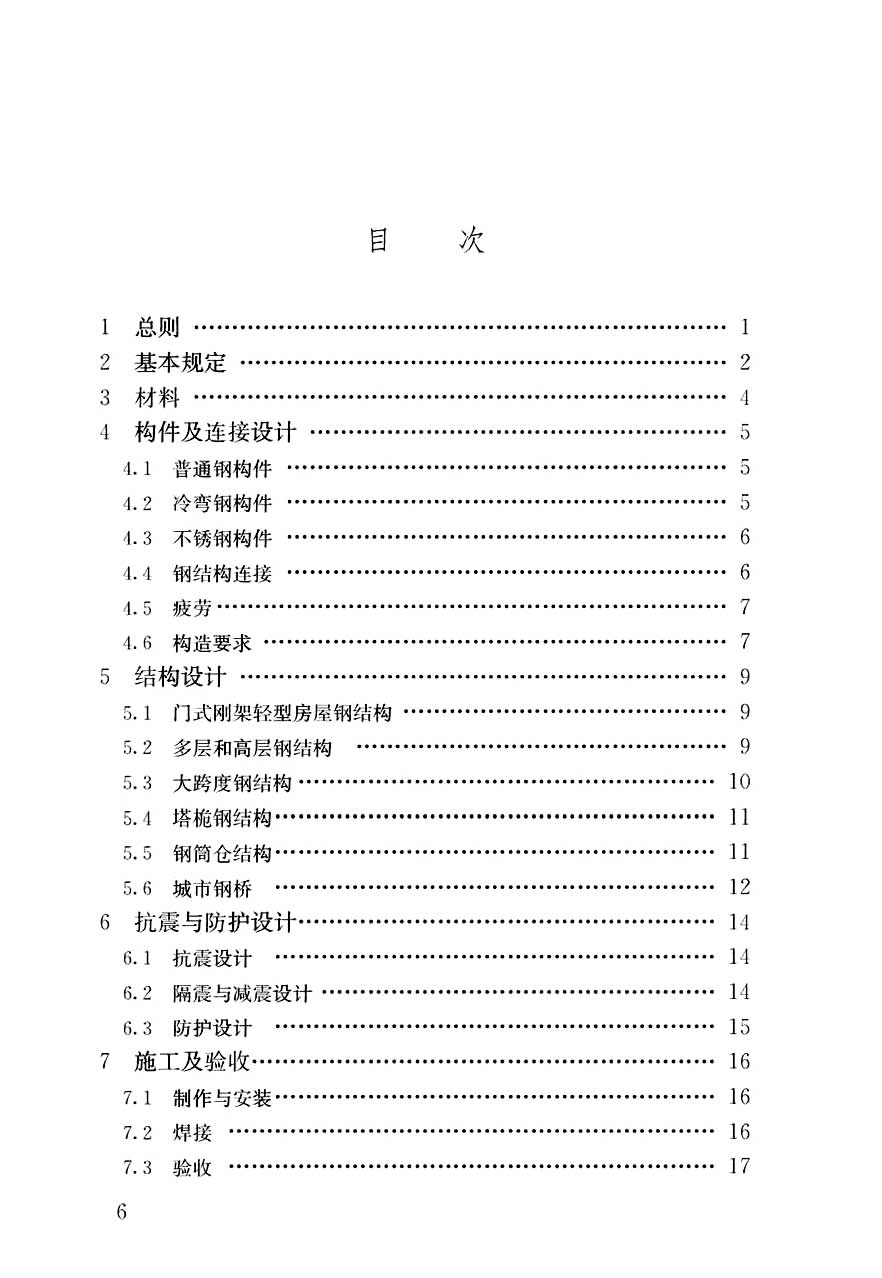 目 次
1 总则 …… 1
2 基本规定 …… 2
3 材料 …… 4
4 构件及连接设计 …… 5
4.1 普通钢构件 …… 5
4.2 冷弯钢构件 …… 5
4.3 不锈钢构件 …… 6
4.4 钢结构连接 …… 6
4.5 疲劳 …… 7
4.6 构造要求 …… 7
5 结构设计 …… 9
5.1 门式刚架轻型房屋钢结构 …… 9
5.2 多层和高层钢结构 …… 9
5.3 大跨度钢结构 …… 10
5.4 塔桅钢结构 …… 11
5.5 钢筒仓结构 …… 11
5.6 城市钢桥 …… 12
6 抗震与防护设计 …… 14
6.1 抗震设计 …… 14
6.2 隔震与减震设计 …… 14
6.3 防护设计 …… 15
7 施工及验收 …… 16
7.1 制作与安装 …… 16
7.2 焊接 …… 16
7.3 验收 …… 17
6